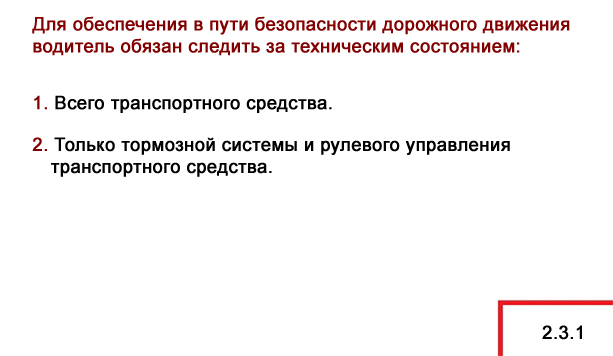 Для обеспечения в пути безопасности дорожного движения
водитель обязан следить за техническим состоянием:
1. Всего транспортного средства.
2. Только тормозной системы и рулевого управления
транспортного средства.
2.3.1